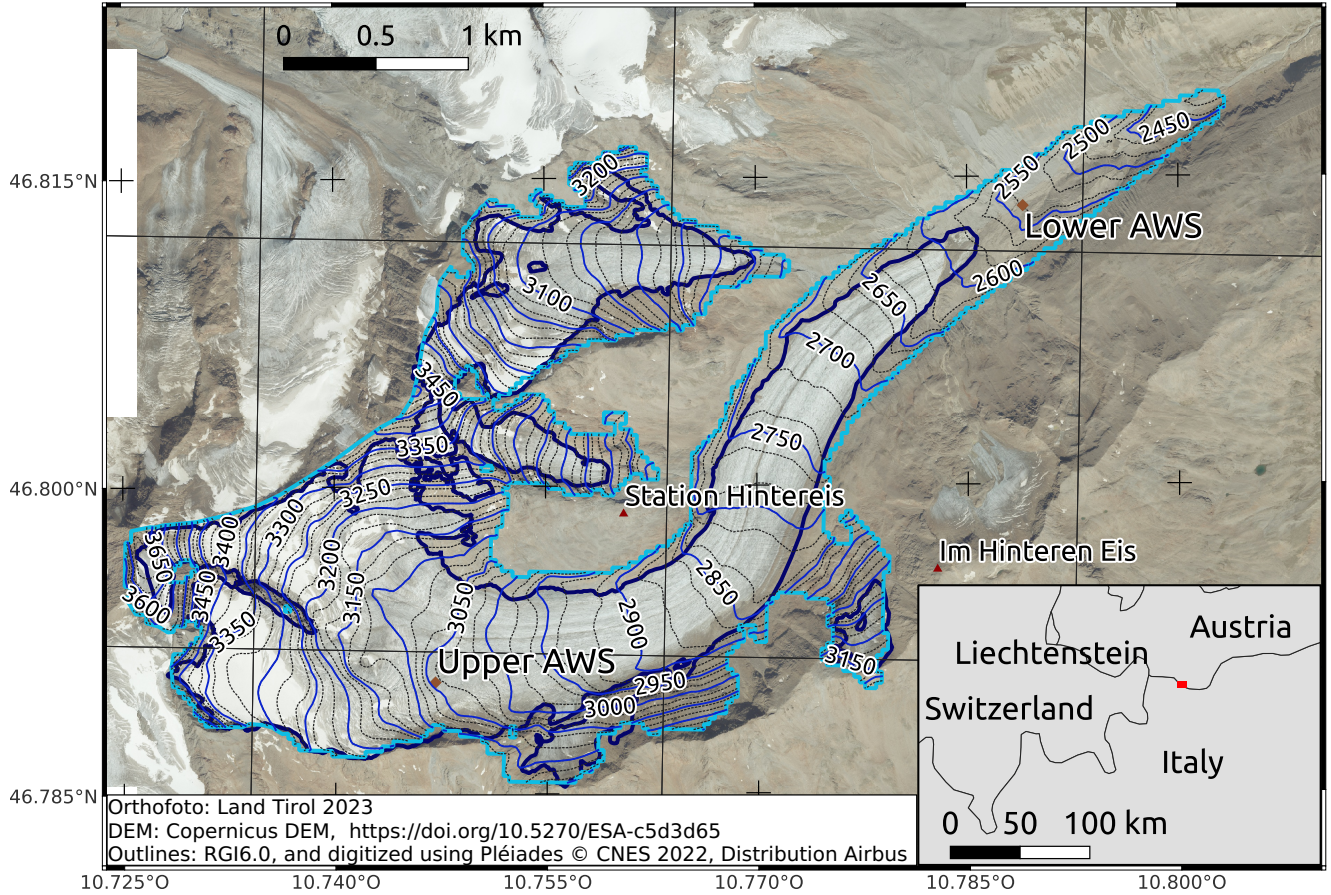 0 0.5 1 km
46.815°N
46.800°N
46.785°N
3200
2500
2450
2550
Lower AWS
2600
3100
2650
2700
3450
2750
3350
3250
Station Hintereis
3300
3400
3650
3200
3450
3150
3600
3350
3050
2850
2900
Im Hinteren Eis
Upper AWS
2950
3000
3150
Austria
Liechtenstein
Switzerland
Italy
0 50 100 km
Orthofoto: Land Tirol 2023
DEM: Copernicus DEM, https://doi.org/10.5270/ESA-c5d3d65
Outlines: RGI6.0, and digitized using Pléiades © CNES 2022, Distribution Airbus
10.725°O 10.740°O 10.755°O 10.770°O 10.785°O 10.800°O